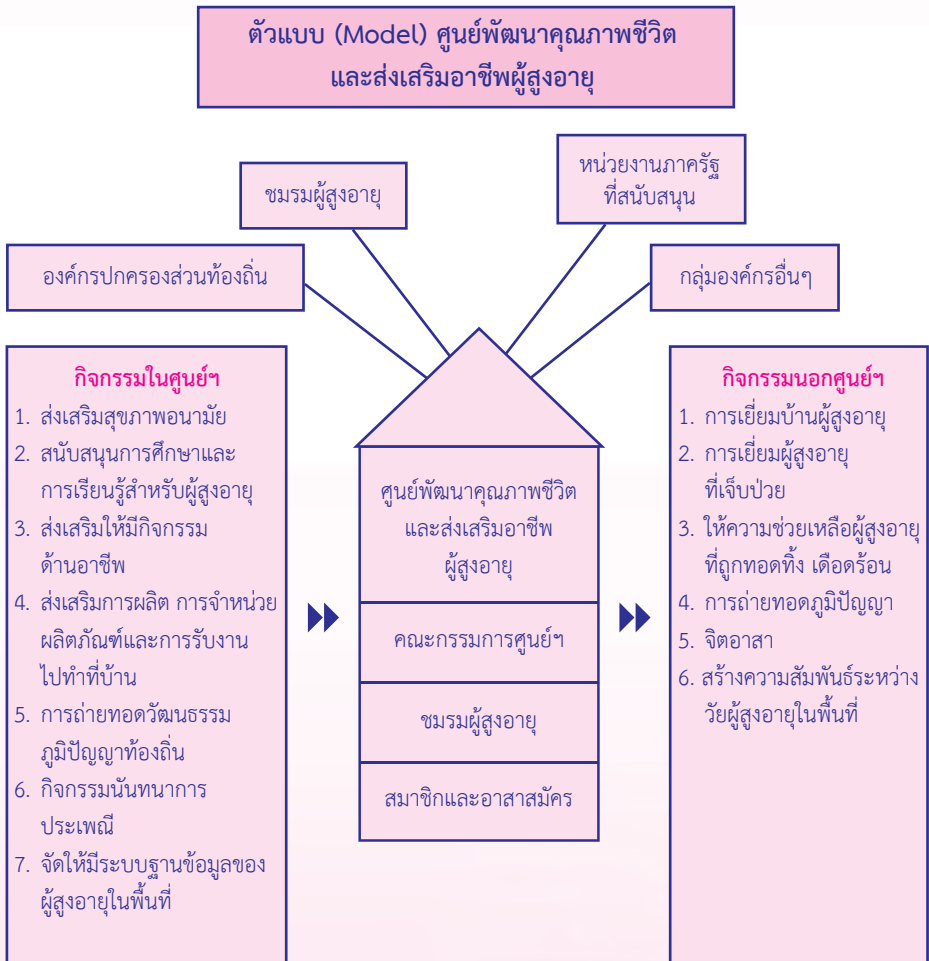 ตัวแบบ (Model) ศูนย์พัฒนาคุณภาพชีวิต
และส่งเสริมอาชีพผู้สูงอายุ
ชมรมผู้สูงอายุ
หน่วยงานภาครัฐ
ที่สนับสนุน
องค์กรปกครองส่วนท้องถิ่น
กลุ่มองค์กรอื่นๆ
กิจกรรมในศูนย์ฯ
1. ส่งเสริมสุขภาพอนามัย
2. สนับสนุนการศึกษาและ
การเรียนรู้สำหรับผู้สูงอายุ
3. ส่งเสริมให้มีกิจกรรม
ด้านอาชีพ
4. ส่งเสริมการผลิต การจำหน่วย
ผลิตภัณฑ์และการรับงาน
ไปทำที่บ้าน
5. การถ่ายทอดวัฒนธรรม
ภูมิปัญญาท้องถิ่น
6. กิจกรรมนันทนาการ
ประเพณี
7. จัดให้มีระบบฐานข้อมูลของ
ผู้สูงอายุในพื้นที่
ศูนย์พัฒนาคุณภาพชีวิต
และส่งเสริมอาชีพ
ผู้สูงอายุ
คณะกรรมการศูนย์ฯ
ชมรมผู้สูงอายุ
สมาชิกและอาสาสมัคร
กิจกรรมนอกศูนย์ฯ
1. การเยี่ยมบ้านผู้สูงอายุ
2. การเยี่ยมผู้สูงอายุ
ที่เจ็บป่วย
3. ให้ความช่วยเหลือผู้สูงอายุ
ที่ถูกทอดทิ้ง เดือดร้อน
4. การถ่ายทอดภูมิปัญญา
5. จิตอาสา
6. สร้างความสัมพันธ์ระหว่าง
วัยผู้สูงอายุในพื้นที่